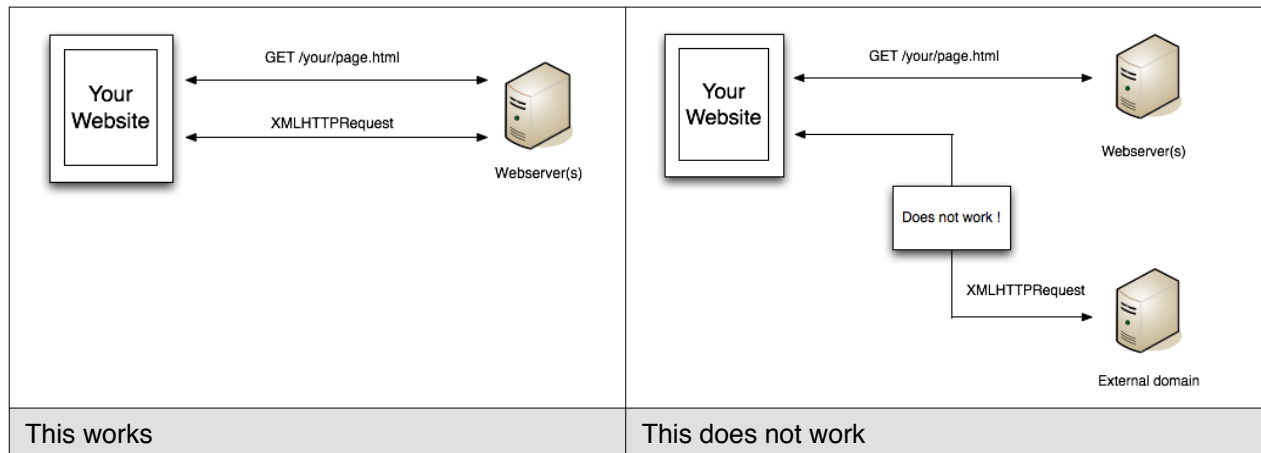 GET /your/page.html
Your
Website
XMLHTTPRequest
Webserver(s)
This works
GET /your/page.html
Your
Website
Webserver(s)
Does not work !
XMLHTTPRequest
External domain
This does not work